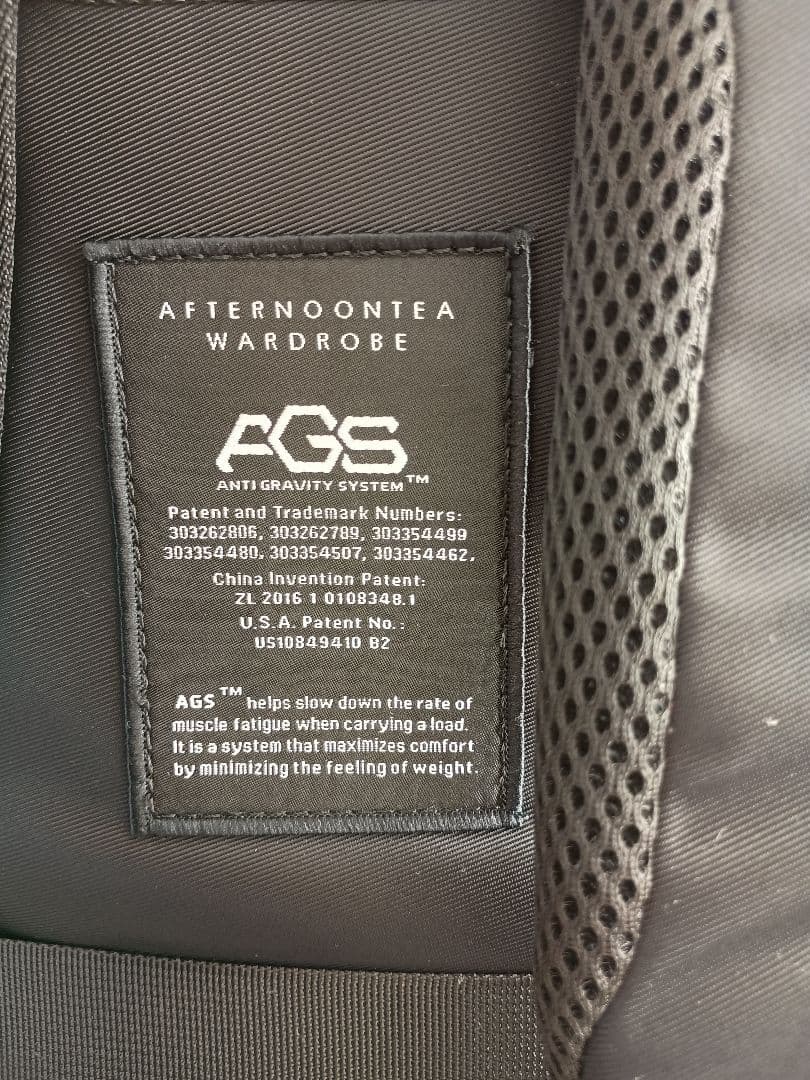 AFTERNOONTEA
WARDROBE
AGS
ANTI GRAVITY SYSTEM™
Patent and Trademark Numbers:
303262806, 303262789, 303354499
303354480, 303354507, 303354462,
China Invention Patent:
ZL 2016 1 0108348.1
U.S.A. Patent No.:
US10849410 B2
AGS™ helps slow down the rate of
muscle fatigue when carrying a load.
It is a system that maximizes comfort
by minimizing the feeling of weight.